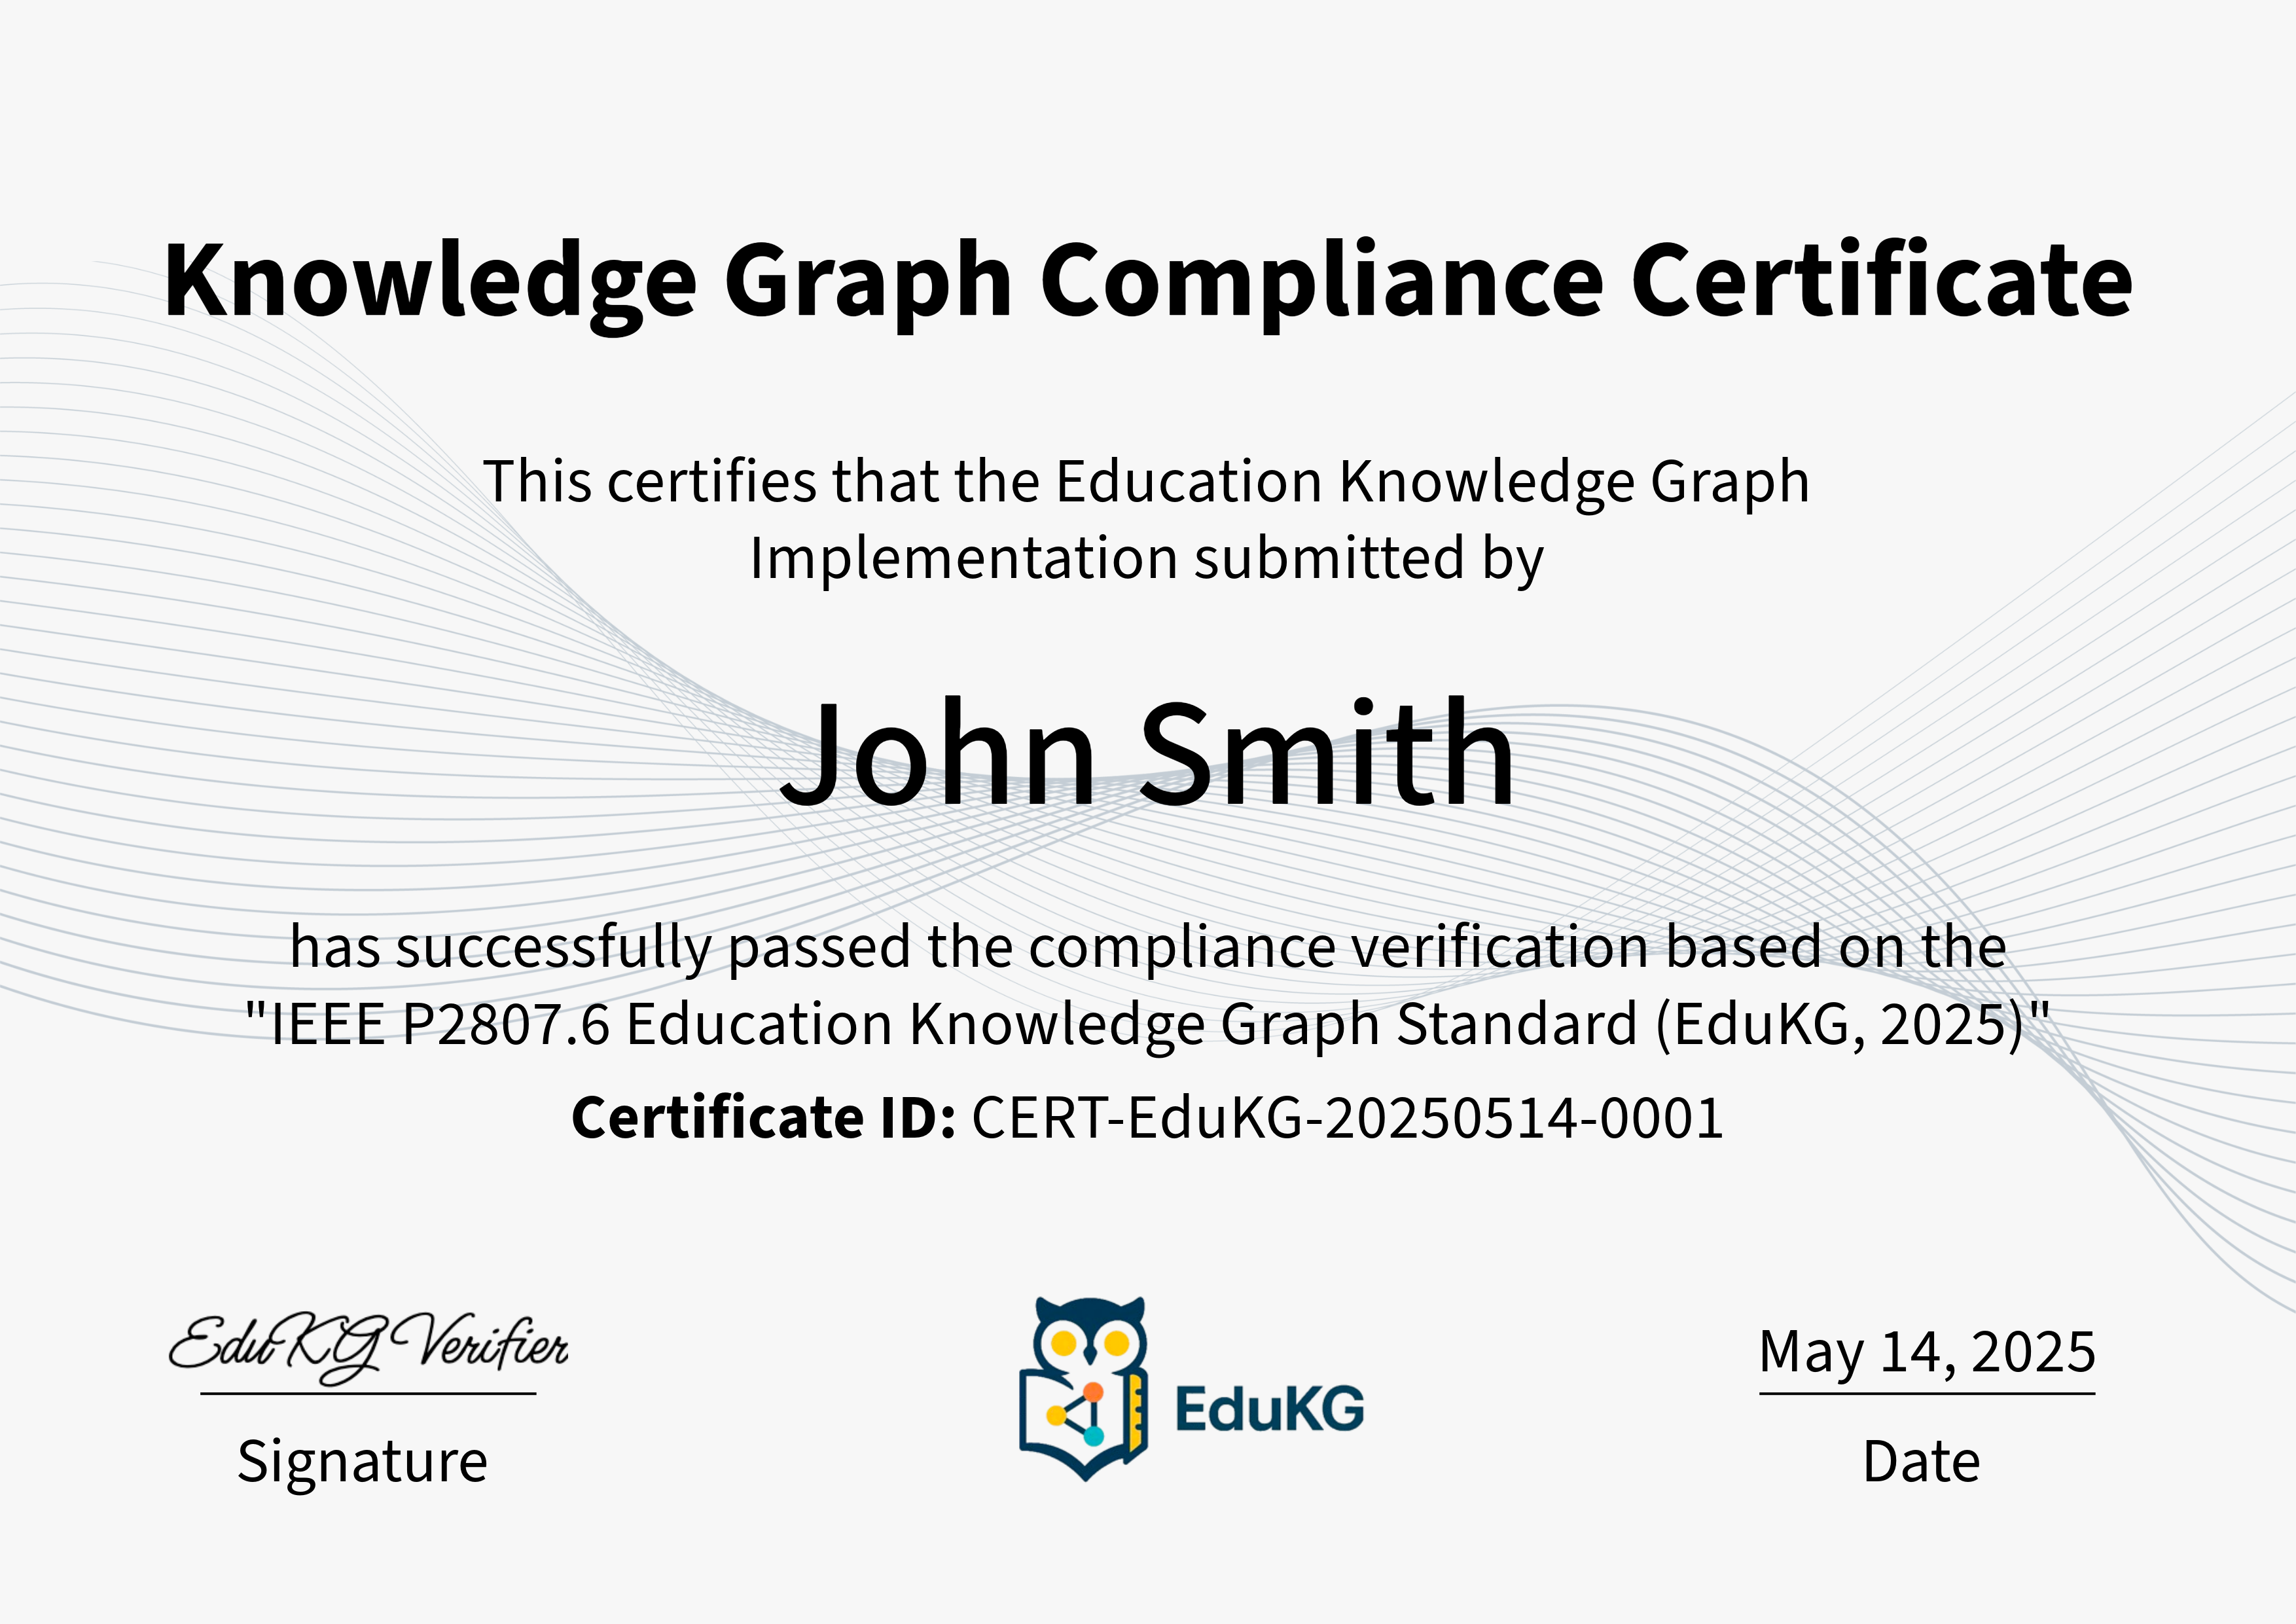 Knowledge Graph Compliance Certificate
This certifies that the Education Knowledge Graph
Implementation submitted by
John Smith
has successfully passed the compliance verification based on the
"IEEE P2807.6 Education Knowledge Graph Standard (EduKG, 2025)"
Certificate ID: CERT-EduKG-20250514-0001
EduKG Verifier
Signature
EduKG
May 14, 2025
Date